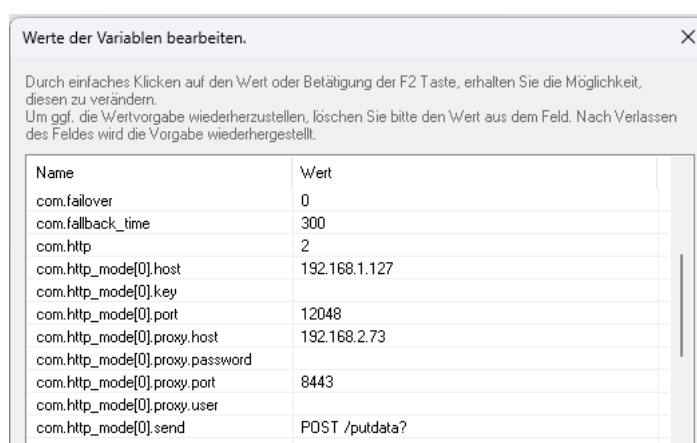 Werte der Variablen bearbeiten.
Durch einfaches Klicken auf den Wert oder Betätigung der F2 Taste, erhalten Sie die Möglichkeit,
diesen zu verändern.
Um ggf. die Wertvorgabe wiederherzustellen, löschen Sie bitte den Wert aus dem Feld. Nach Verlassen
des Feldes wird die Vorgabe wiederhergestellt.
Name Wert
com.failover 0
com.fallback_time 300
com.http 2
com.http_mode[0].host 192.168.1.127
com.http_mode[0].key
com.http_mode[0].port 12048
com.http_mode[0].proxy.host 192.168.2.73
com.http_mode[0].proxy.password
com.http_mode[0].proxy.port 8443
com.http_mode[0].proxy.user
com.http_mode[0].send POST /putdata?